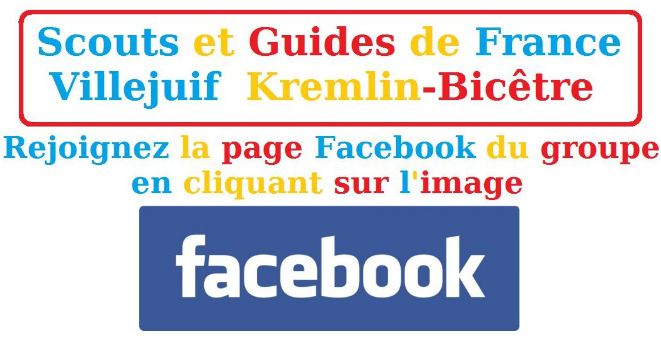 Scouts et Guides de France
Villejuif Kremlin-Bicêtre
Rejoignez la page Facebook du groupe
en cliquant sur l'image
facebook